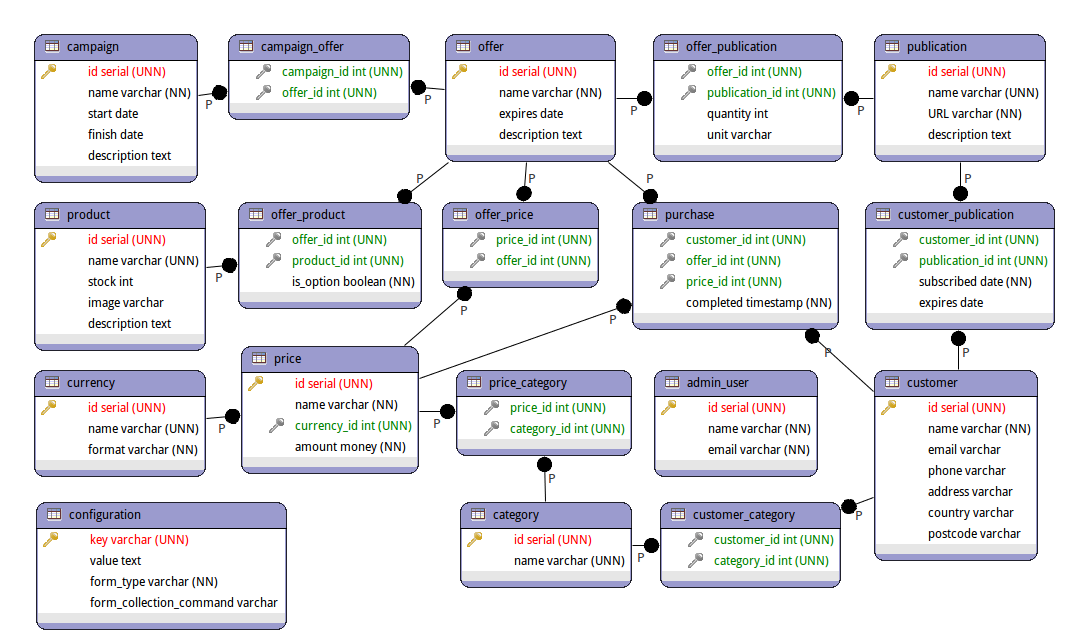 campaign
id serial (UNN)
name varchar (NN)
start date
finish date
description text
P
campaign_offer
campaign_id int (UNN)
offer_id int (UNN)
P
offer
id serial (UNN)
name varchar (NN)
expires date
description text
P
offer_publication
offer_id int (UNN)
publication_id int (UNN)
quantity int
unit varchar
P
publication
id serial (UNN)
name varchar (UNN)
URL varchar (NN)
description text
P
P
P
P
product
id serial (UNN)
name varchar (UNN)
stock int
image varchar
description text
P
offer_product
offer_id int (UNN)
product_id int (UNN)
is_option boolean (NN)
offer_price
price_id int (UNN)
offer_id int (UNN)
P
purchase
customer_id int (UNN)
offer_id int (UNN)
price_id int (UNN)
completed timestamp (NN)
P
P
customer_publication
customer_id int (UNN)
publication_id int (UNN)
subscribed date (NN)
expires date
P
currency
id serial (UNN)
name varchar (UNN)
format varchar (NN)
P
price
id serial (UNN)
name varchar (NN)
currency_id int (UNN)
amount money (NN)
P
price_category
price_id int (UNN)
category_id int (UNN)
P
admin_user
id serial (UNN)
name varchar (NN)
email varchar (NN)
customer
id serial (UNN)
name varchar (NN)
email varchar
phone varchar
address varchar
country varchar
postcode varchar
P
configuration
key varchar (UNN)
value text
form_type varchar (NN)
form_collection_command varchar
category
id serial (UNN)
name varchar (UNN)
P
customer_category
customer_id int (UNN)
category_id int (UNN)